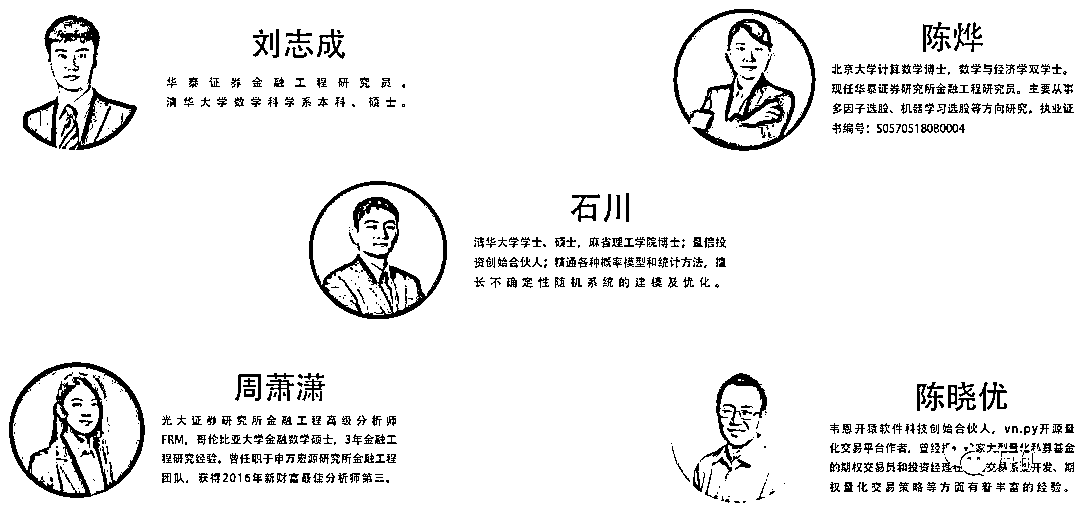 刘志成
华泰证券金融工程研究员。
清华大学数学科学系本科、硕士。
陈烨
北京大学计算数学博士，数学与经济学双学士。
现任华泰证券研究所金融工程研究员。主要从事
多因子选股、机器学习选股等方向研究。执业证
书编号：S0570518080004
石川
清华大学学士、硕士，麻省理工学院博士；量信投
资创始合伙人；精通各种概率模型和统计方法，擅
长不确定性随机系统的建模及优化。
周萧潇
光大证券研究所金融工程高级分析师
FRM，哥伦比亚大学金融数学硕士，3年金融工
程研究经验。曾任职于申万宏源研究所金融工程
团队，获得2016年新财富最佳分析师第三。
陈晓优
韦恩开源软件科技创始合伙人，vn.py开源量
化交易平台作者，曾经担 家大型量化私募基金
的期权交易员和投资经理 交易系统开发、期
权量化交易策略等方面有着丰富的经验。